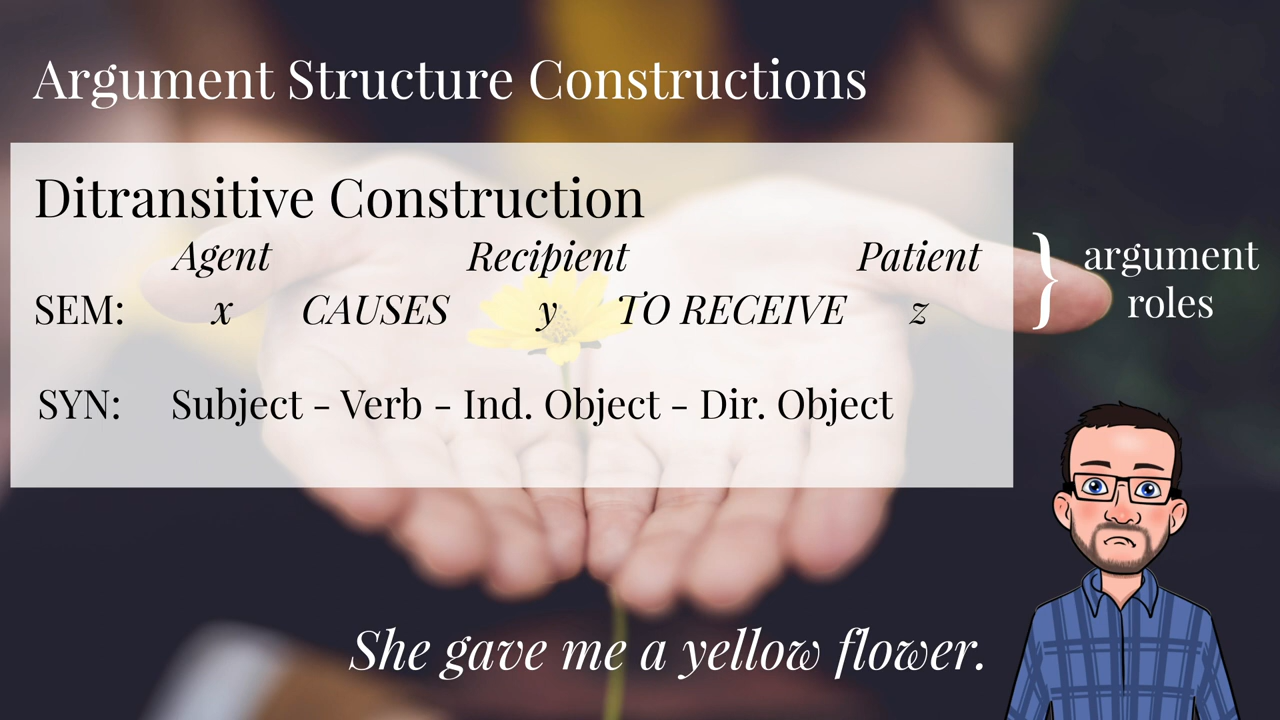 Argument Structure Constructions
Ditransitive Construction
Agent Recipient Patient
SEM: x CAUSES y TO RECEIVE z
} argument
roles
SYN: Subject - Verb - Ind. Object - Dir. Object
She gave me a yellow flower.